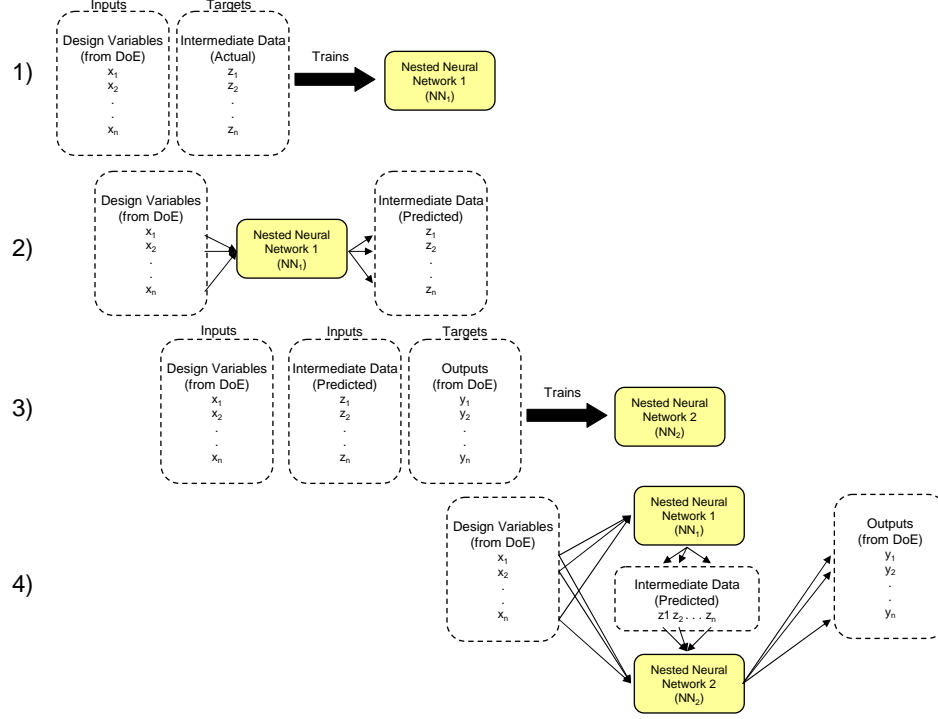 Inputs
Targets
1)
Design Variables
(from DoE)
x₁
x₂
.
.
xₙ
Intermediate Data
(Actual)
z₁
z₂
.
.
zₙ
Trains
Nested Neural
Network 1
(NN₁)
2)
Design Variables
(from DoE)
x₁
x₂
.
.
xₙ
Nested Neural
Network 1
(NN₁)
Intermediate Data
(Predicted)
z₁
z₂
.
.
zₙ
Inputs
Inputs
Targets
3)
Design Variables
(from DoE)
x₁
x₂
.
.
xₙ
Intermediate Data
(Predicted)
z₁
z₂
.
.
zₙ
Outputs
(from DoE)
y₁
y₂
.
.
yₙ
Trains
Nested Neural
Network 2
(NN₂)
4)
Design Variables
(from DoE)
x₁
x₂
.
.
xₙ
Nested Neural
Network 1
(NN₁)
Intermediate Data
(Predicted)
z1 z₂ . . . zₙ
Nested Neural
Network 2
(NN₂)
Outputs
(from DoE)
y₁
y₂
.
.
yₙ